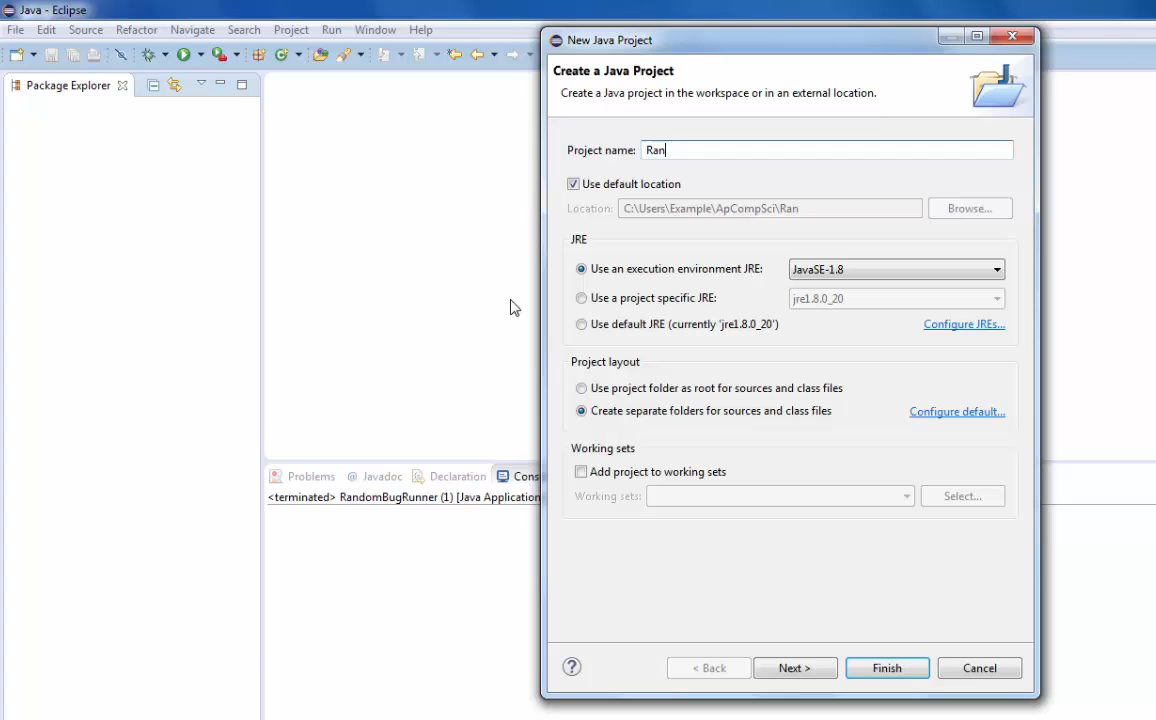 Java - Eclipse
File Edit Source Refactor Navigate Search Project Run Window Help
Package Explorer
New Java Project
Create a Java Project
Create a Java project in the workspace or in an external location.
Project name: Ran
Use default location
Location: C:\Users\Example\ApCompSci\Ran Browse...
JRE
Use an execution environment JRE: JavaSE-1.8
Use a project specific JRE: jre1.8.0_20
Use default JRE (currently 'jre1.8.0_20') Configure JREs...
Project layout
Use project folder as root for sources and class files
Create separate folders for sources and class files Configure default...
Working sets
Add project to working sets
Working sets: Select...
Problems @ Javadoc Declaration Cons
<terminated> RandomBugRunner (1) [Java Application
? < Back Next > Finish Cancel